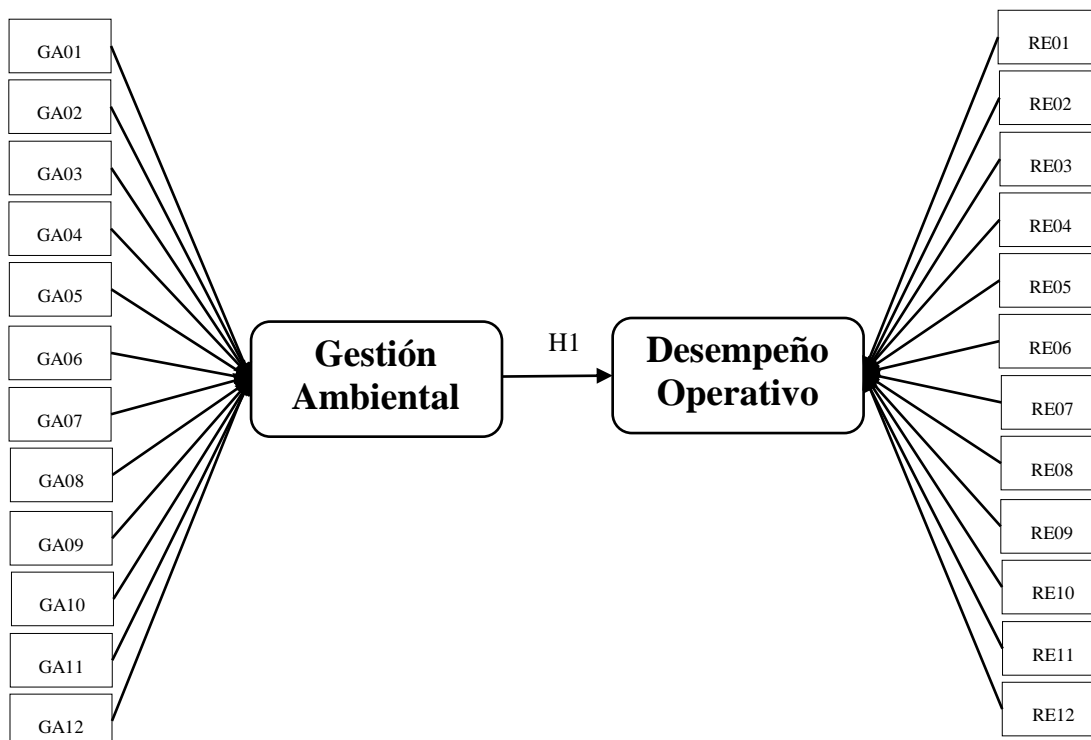 GA01
GA02
GA03
GA04
GA05
GA06
GA07
GA08
GA09
GA10
GA11
GA12
Gestión
Ambiental
H1
Desempeño
Operativo
RE01
RE02
RE03
RE04
RE05
RE06
RE07
RE08
RE09
RE10
RE11
RE12